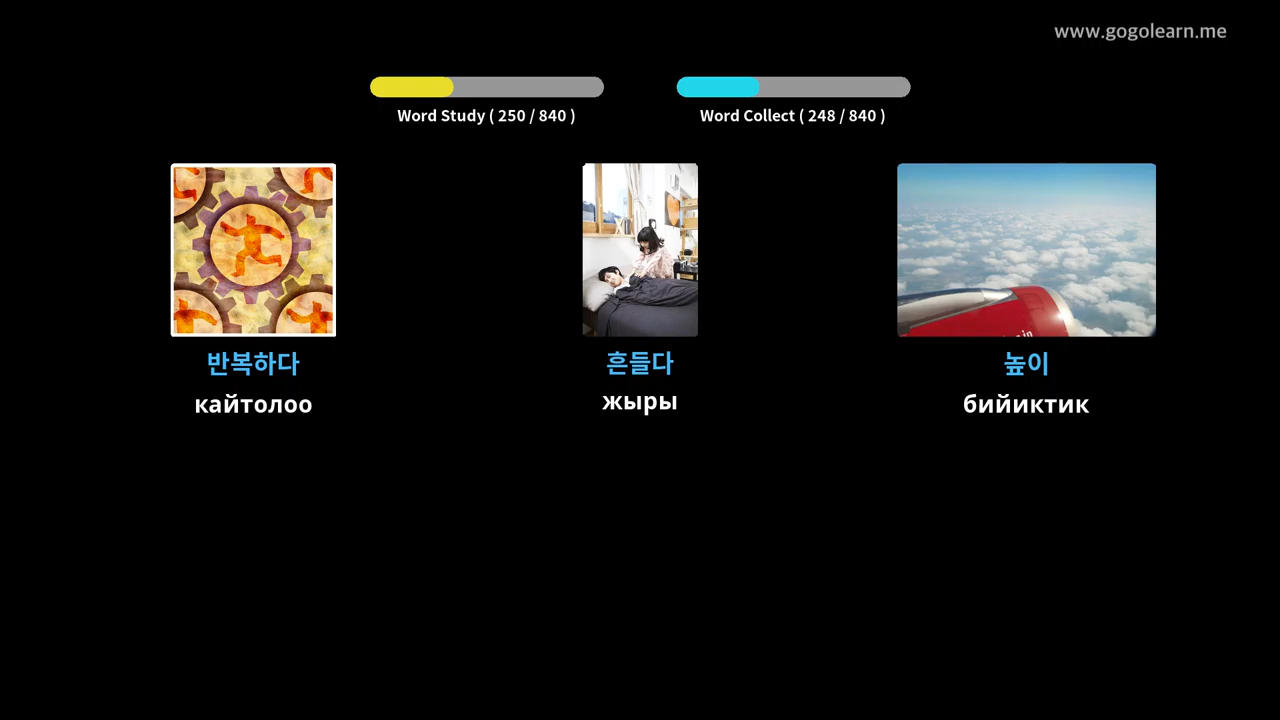 www.gogolearn.me
Word Study ( 250 / 840 )
Word Collect ( 248 / 840 )
반복하다
흔들다
높이
кайтолоо
жыры
бийиктик